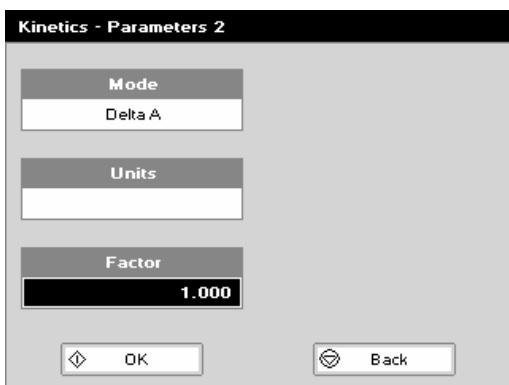 Kinetics - Parameters 2
Mode
Delta A
Units
Factor
1.000
OK
Back